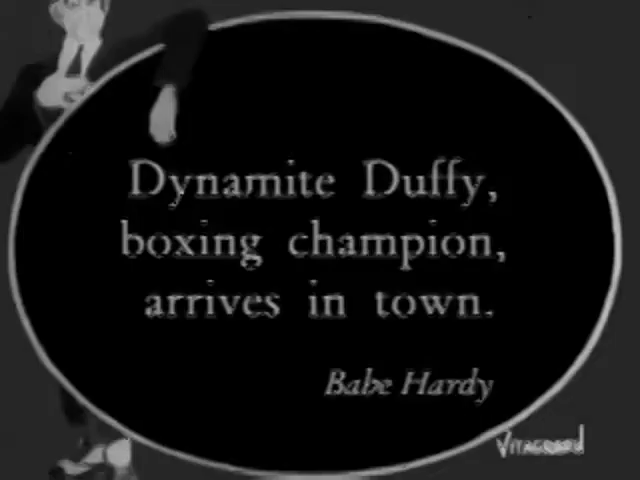 Dynamite Duffy,
boxing champion,
arrives in town.
Babe Hardy
VITAGRAPH